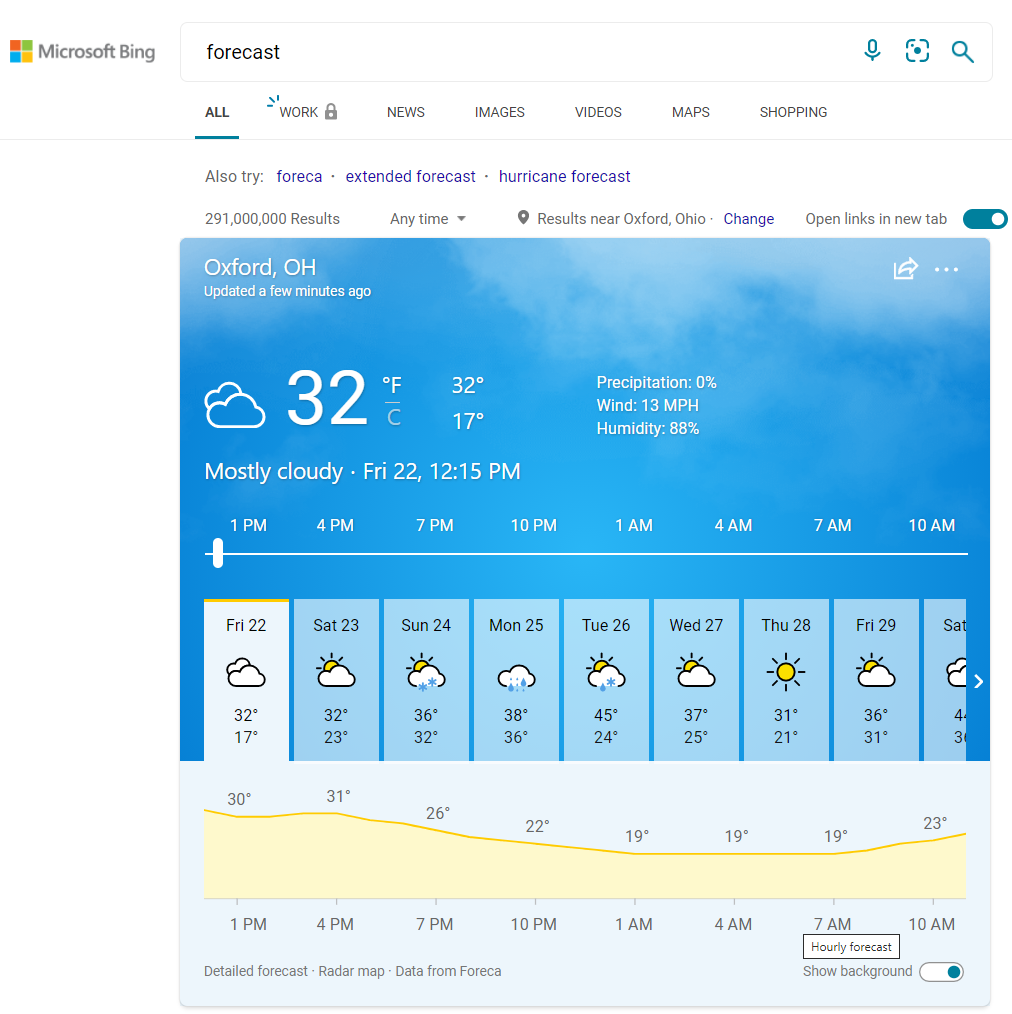 Microsoft Bing
forecast
ALL WORK NEWS IMAGES VIDEOS MAPS SHOPPING
Also try: foreca · extended forecast · hurricane forecast
291,000,000 Results Any time Results near Oxford, Ohio · Change Open links in new tab
Oxford, OH
Updated a few minutes ago
32 °F C 32° 17°
Precipitation: 0%
Wind: 13 MPH
Humidity: 88%
Mostly cloudy · Fri 22, 12:15 PM
1 PM 4 PM 7 PM 10 PM 1 AM 4 AM 7 AM 10 AM
Fri 22 Sat 23 Sun 24 Mon 25 Tue 26 Wed 27 Thu 28 Fri 29 Sat
32° 32° 36° 38° 45° 37° 31° 36°
17° 23° 32° 36° 24° 25° 21° 31°
30° 31° 26° 22° 19° 19° 19° 23°
1 PM 4 PM 7 PM 10 PM 1 AM 4 AM 7 AM 10 AM
Hourly forecast
Detailed forecast · Radar map · Data from Foreca Show background